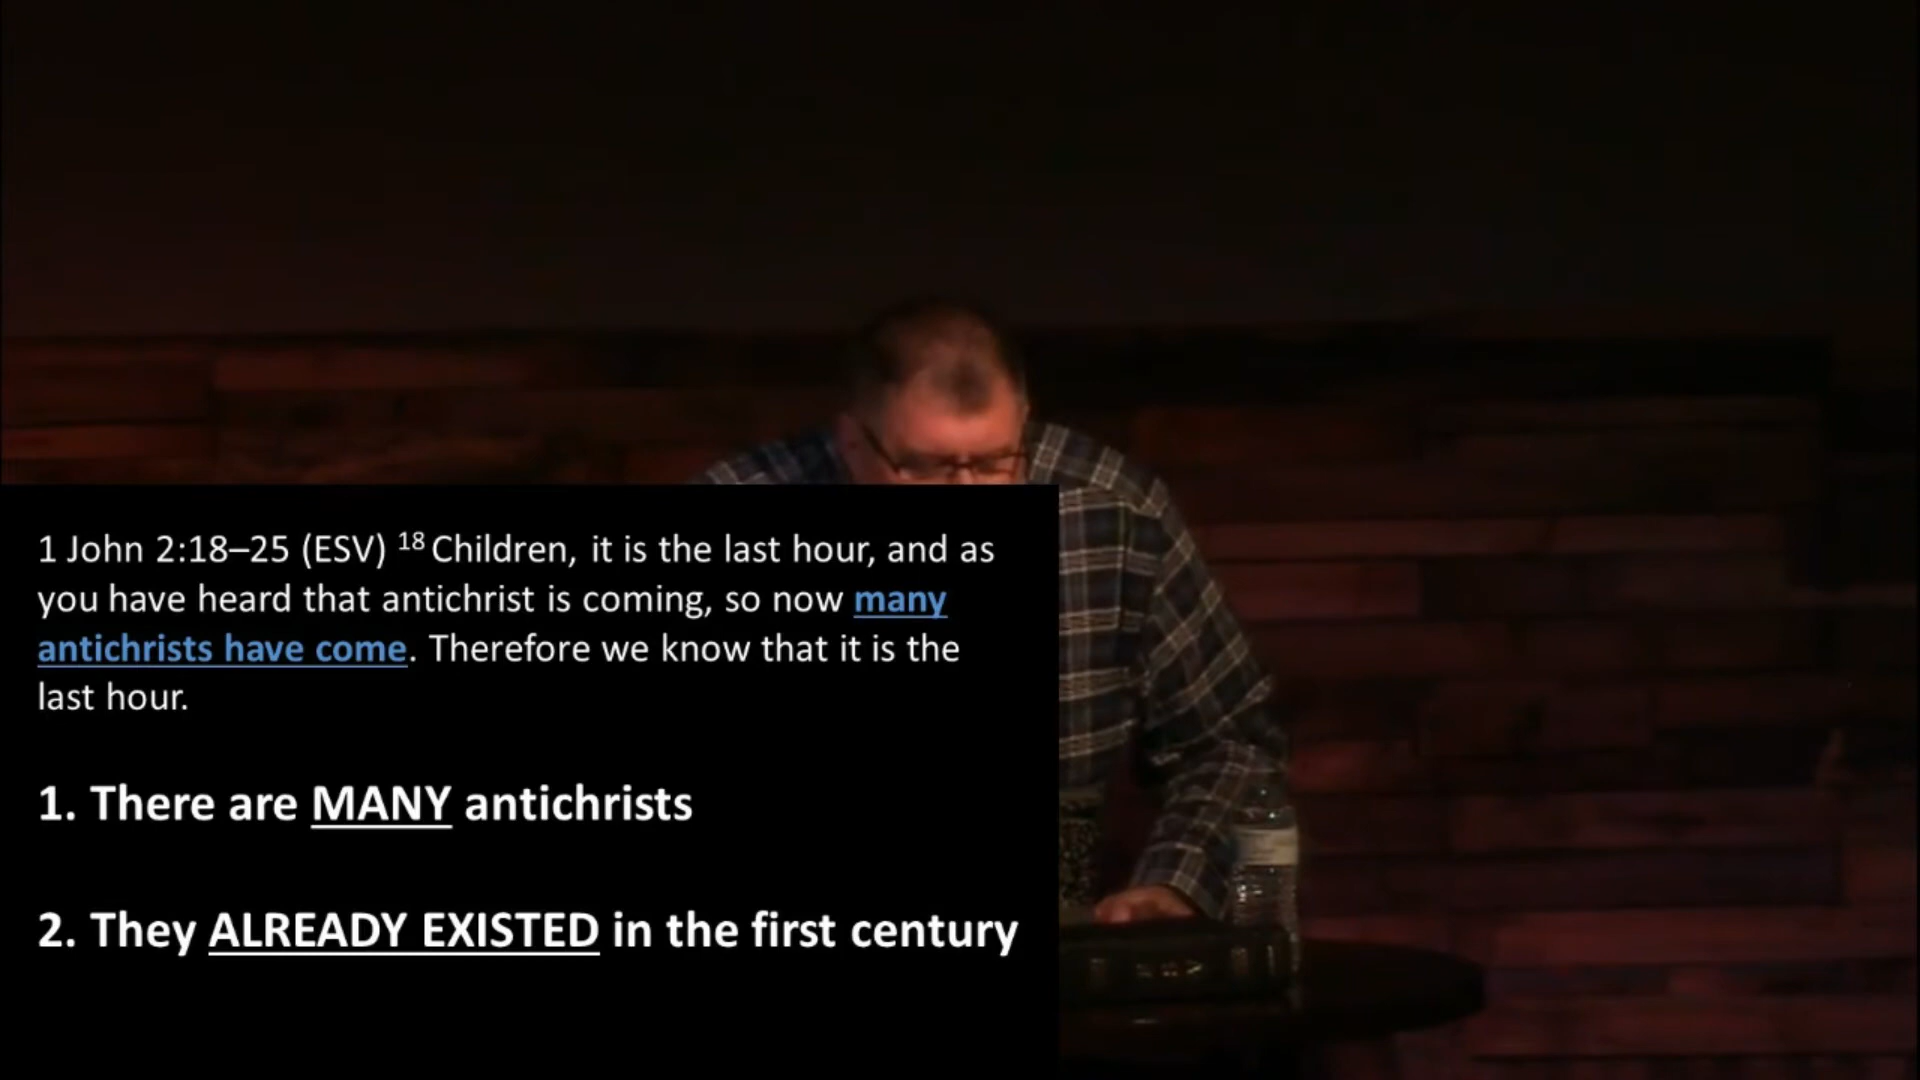 1 John 2:18–25 (ESV) ¹⁸ Children, it is the last hour, and as
you have heard that antichrist is coming, so now many
antichrists have come. Therefore we know that it is the
last hour.
1. There are MANY antichrists
2. They ALREADY EXISTED in the first century